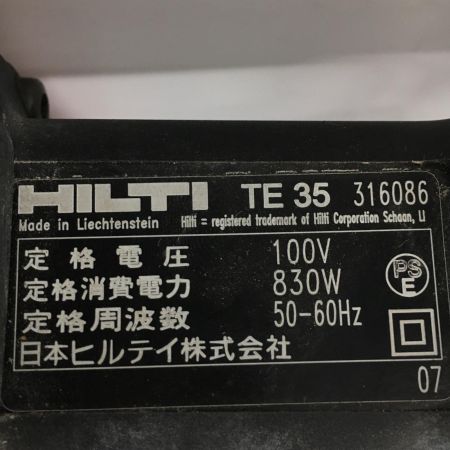 HILTI TE 35 316086
Made in Liechtenstein Hilti = registered trademark of Hilti Corporation Schaan, LI
定格電圧 100V
定格消費電力 830W
PS E
定格周波数 50-60Hz
日本ヒルテイ株式会社
07